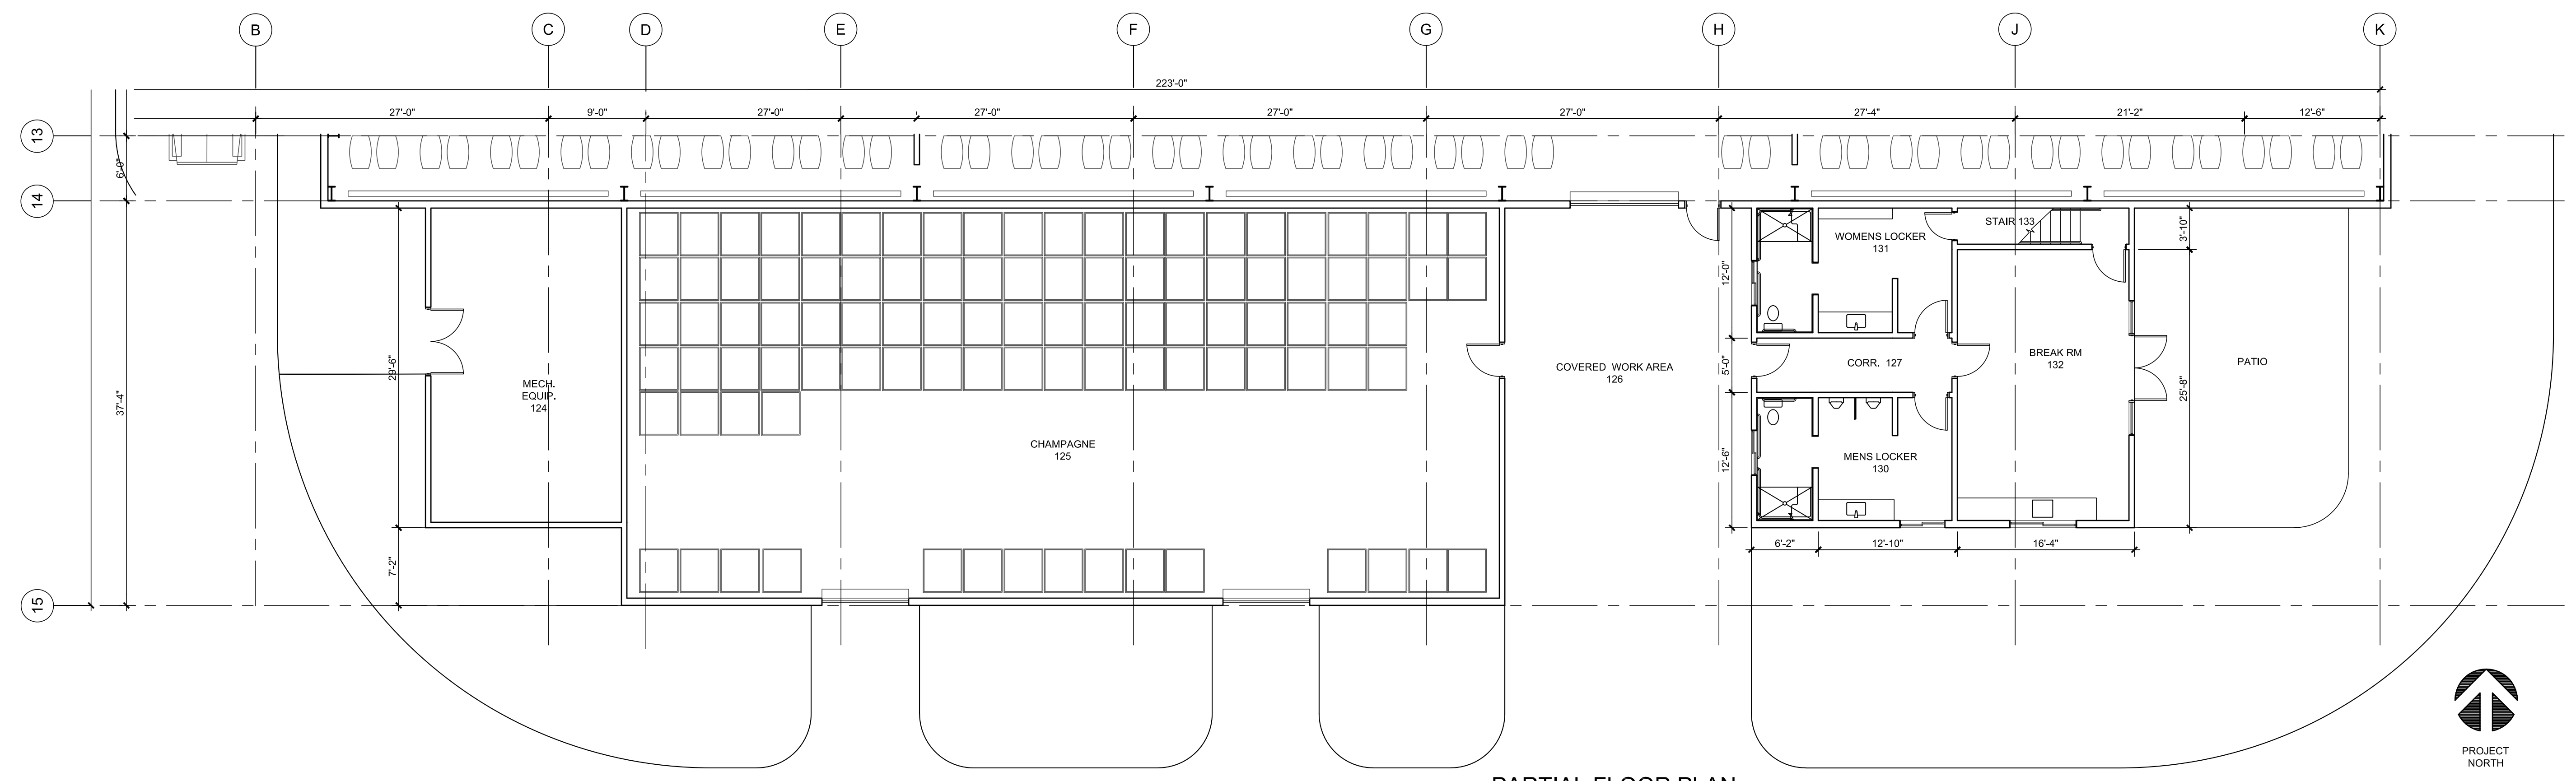 B
C
D
E
F
G
H
J
K
223'-0"
27'-0"
9'-0"
27'-0"
27'-0"
27'-0"
27'-0"
27'-4"
21'-2"
12'-6"
13
14
15
6'-0"
37'-4"
29'-6"
7'-2"
MECH.
EQUIP.
124
CHAMPAGNE
125
COVERED WORK AREA
126
12'-0"
5'-0"
12'-6"
WOMENS LOCKER
131
STAIR 133
CORR. 127
MENS LOCKER
130
BREAK RM
132
3'-10"
25'-8"
PATIO
6'-2"
12'-10"
16'-4"
PROJECT
NORTH
PARTIAL FLOOR PLAN